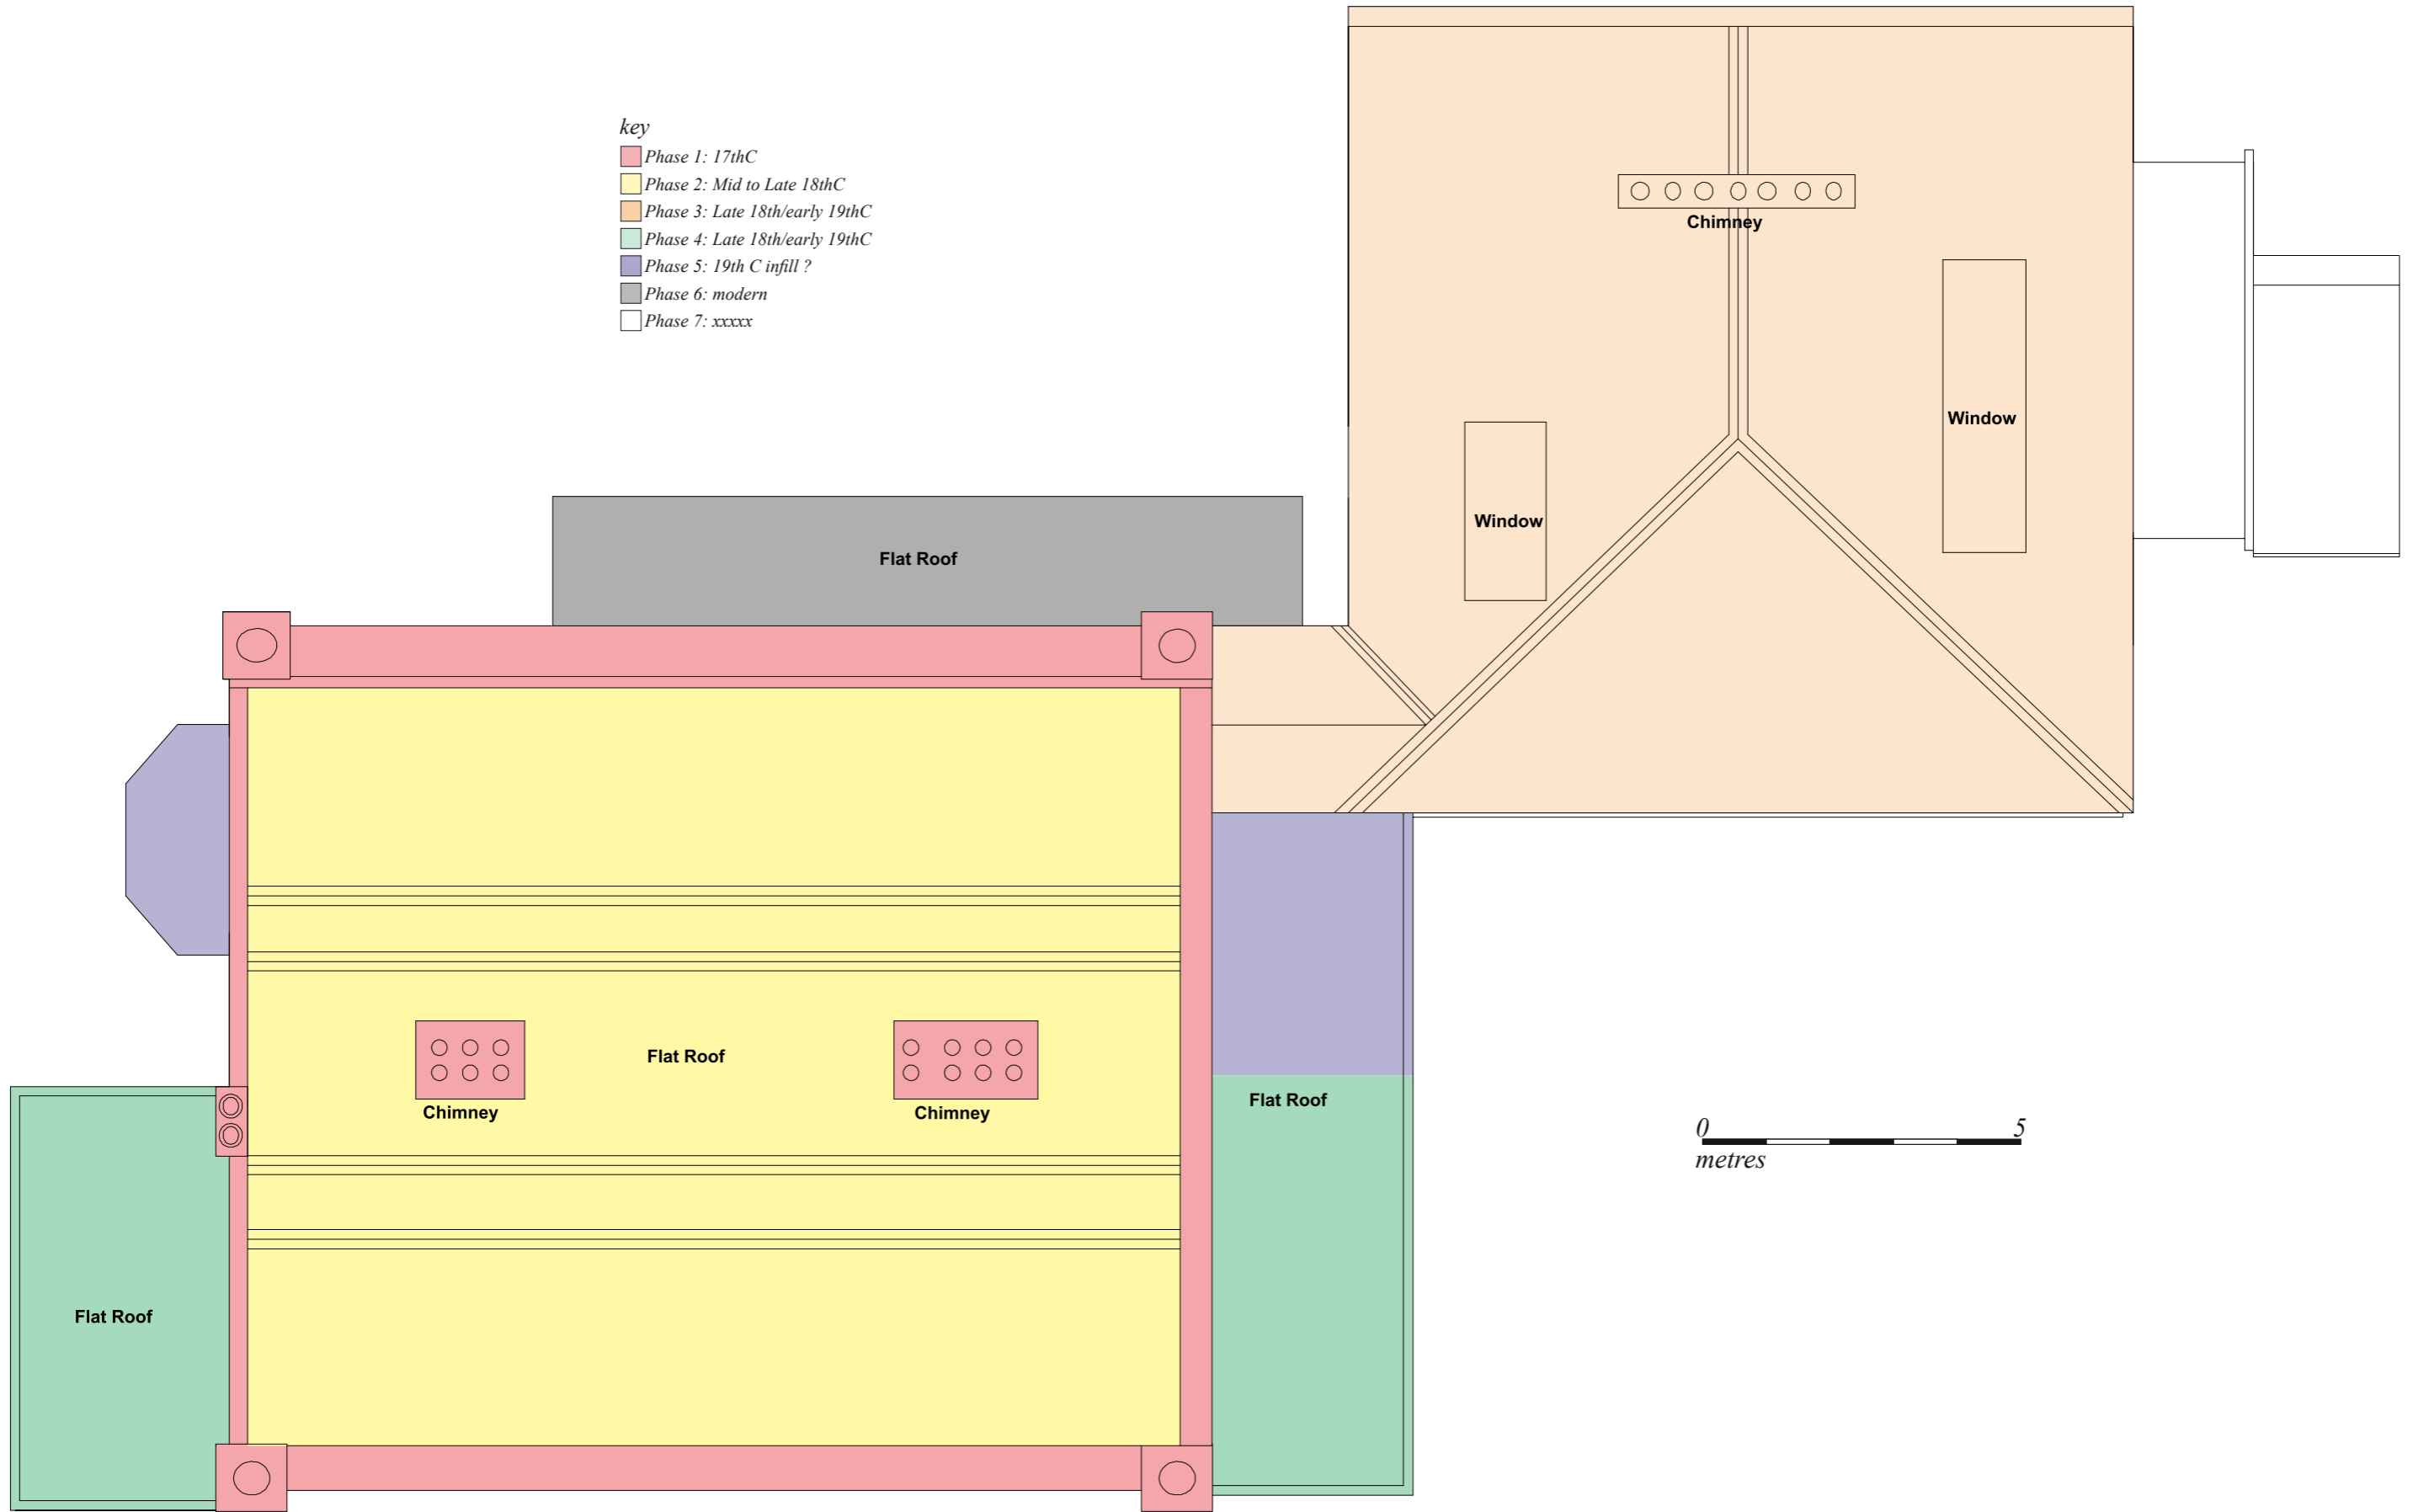 key
Phase 1: 17thC
Phase 2: Mid to Late 18thC
Phase 3: Late 18th/early 19thC
Phase 4: Late 18th/early 19thC
Phase 5: 19th C infill ?
Phase 6: modern
Phase 7: xxxxx
Chimney
Window
Window
Flat Roof
Flat Roof
Chimney
Chimney
Flat Roof
0 5
metres
Flat Roof